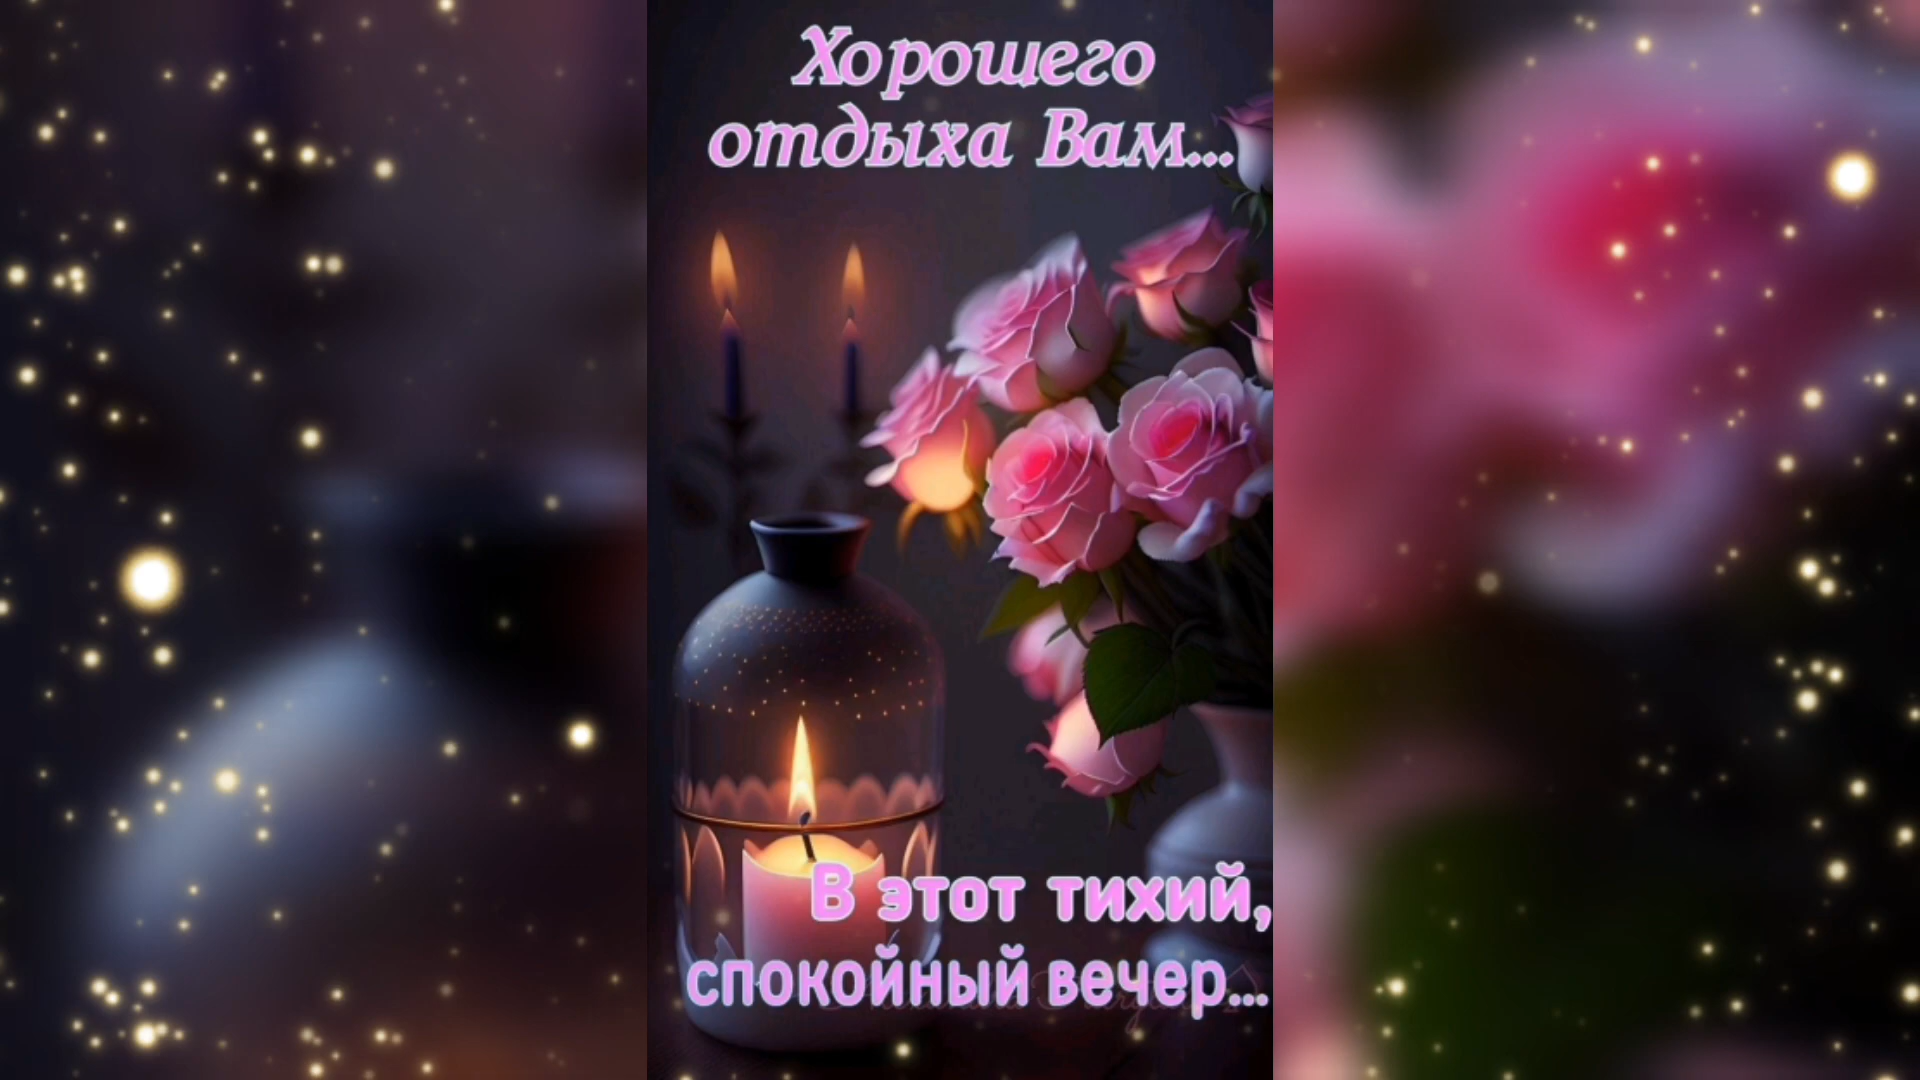 Хорошего
отдыха Вам...
В этот тихий,
спокойный вечер...